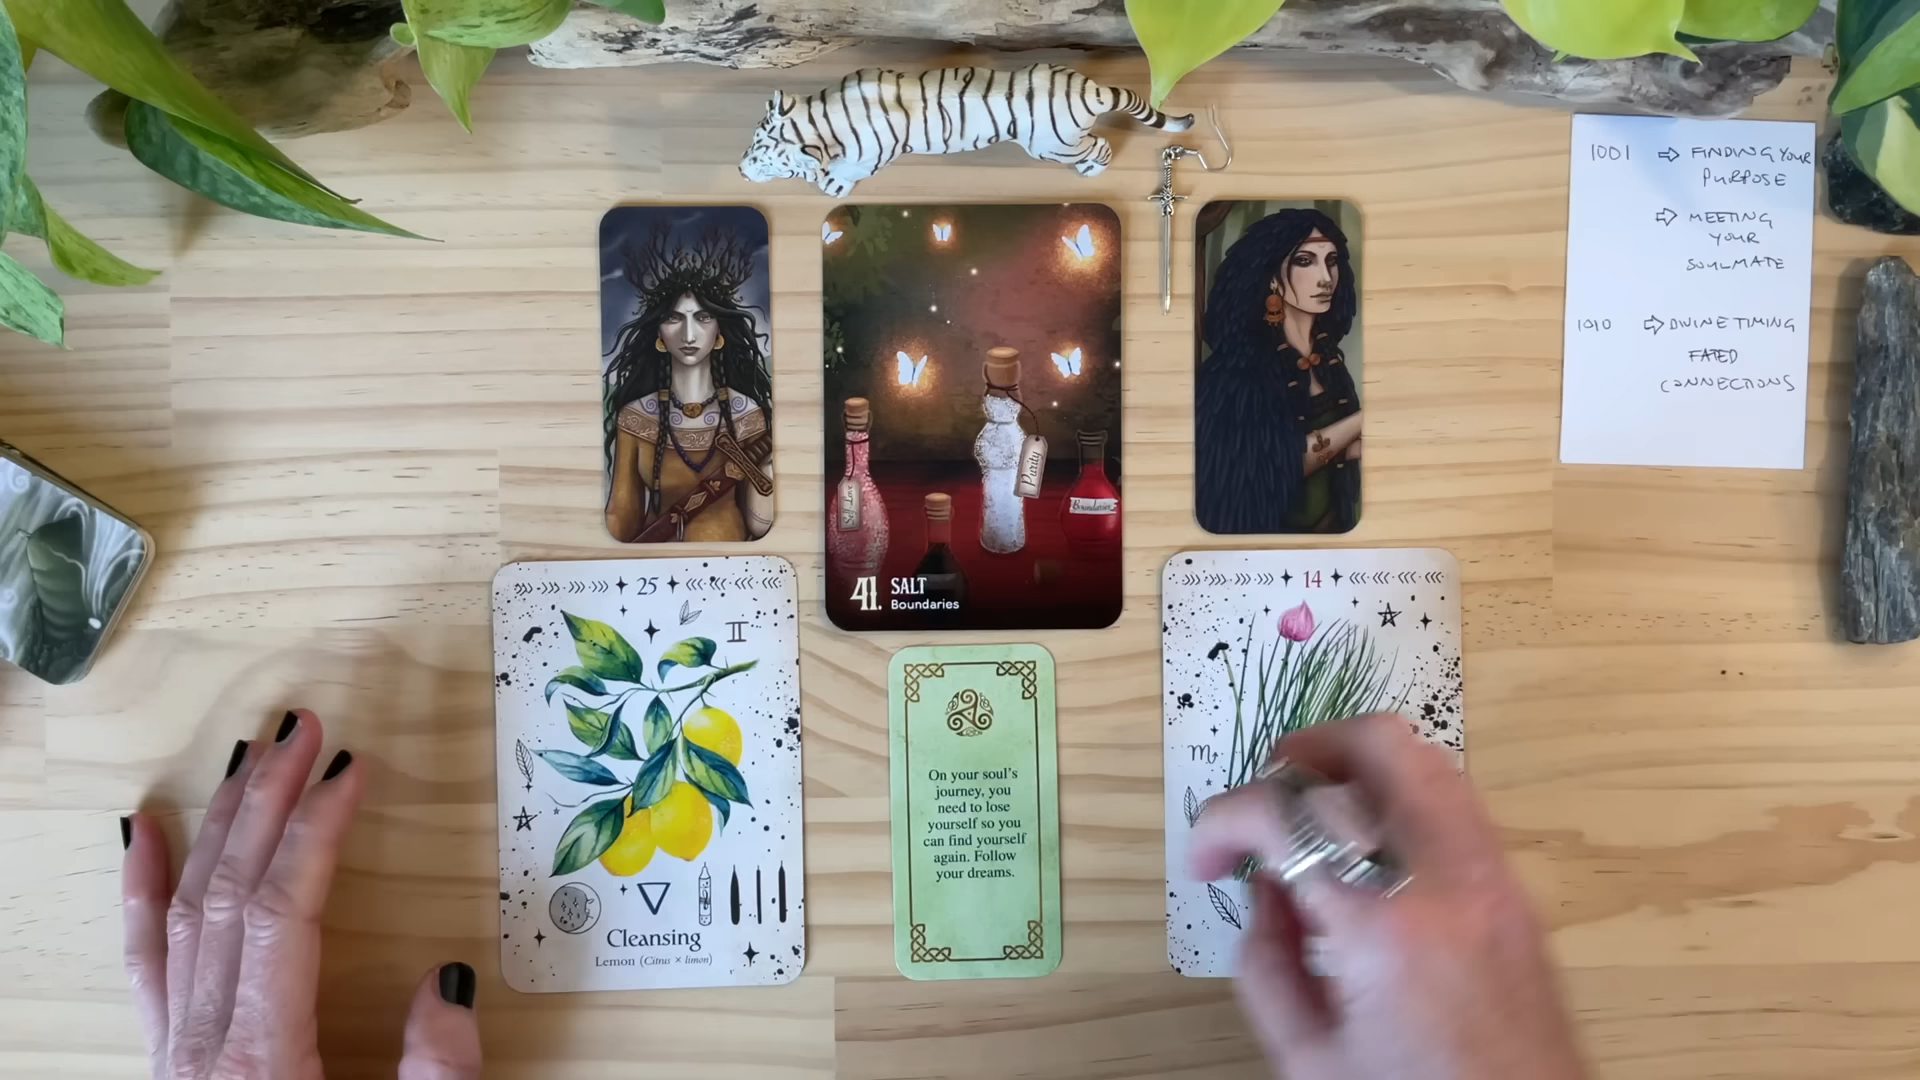 1001 ⇨ FINDING YOUR
PURPOSE
⇨ MEETING
YOUR
SOULMATE
1010 ⇨ DIVINE TIMING
FATED
CONNECTIONS
Self Love
Purity
Boundaries
41. SALT
Boundaries
25
Cleansing
Lemon (Citrus × limon)
On your soul's
journey, you
need to lose
yourself so you
can find yourself
again. Follow
your dreams.
14